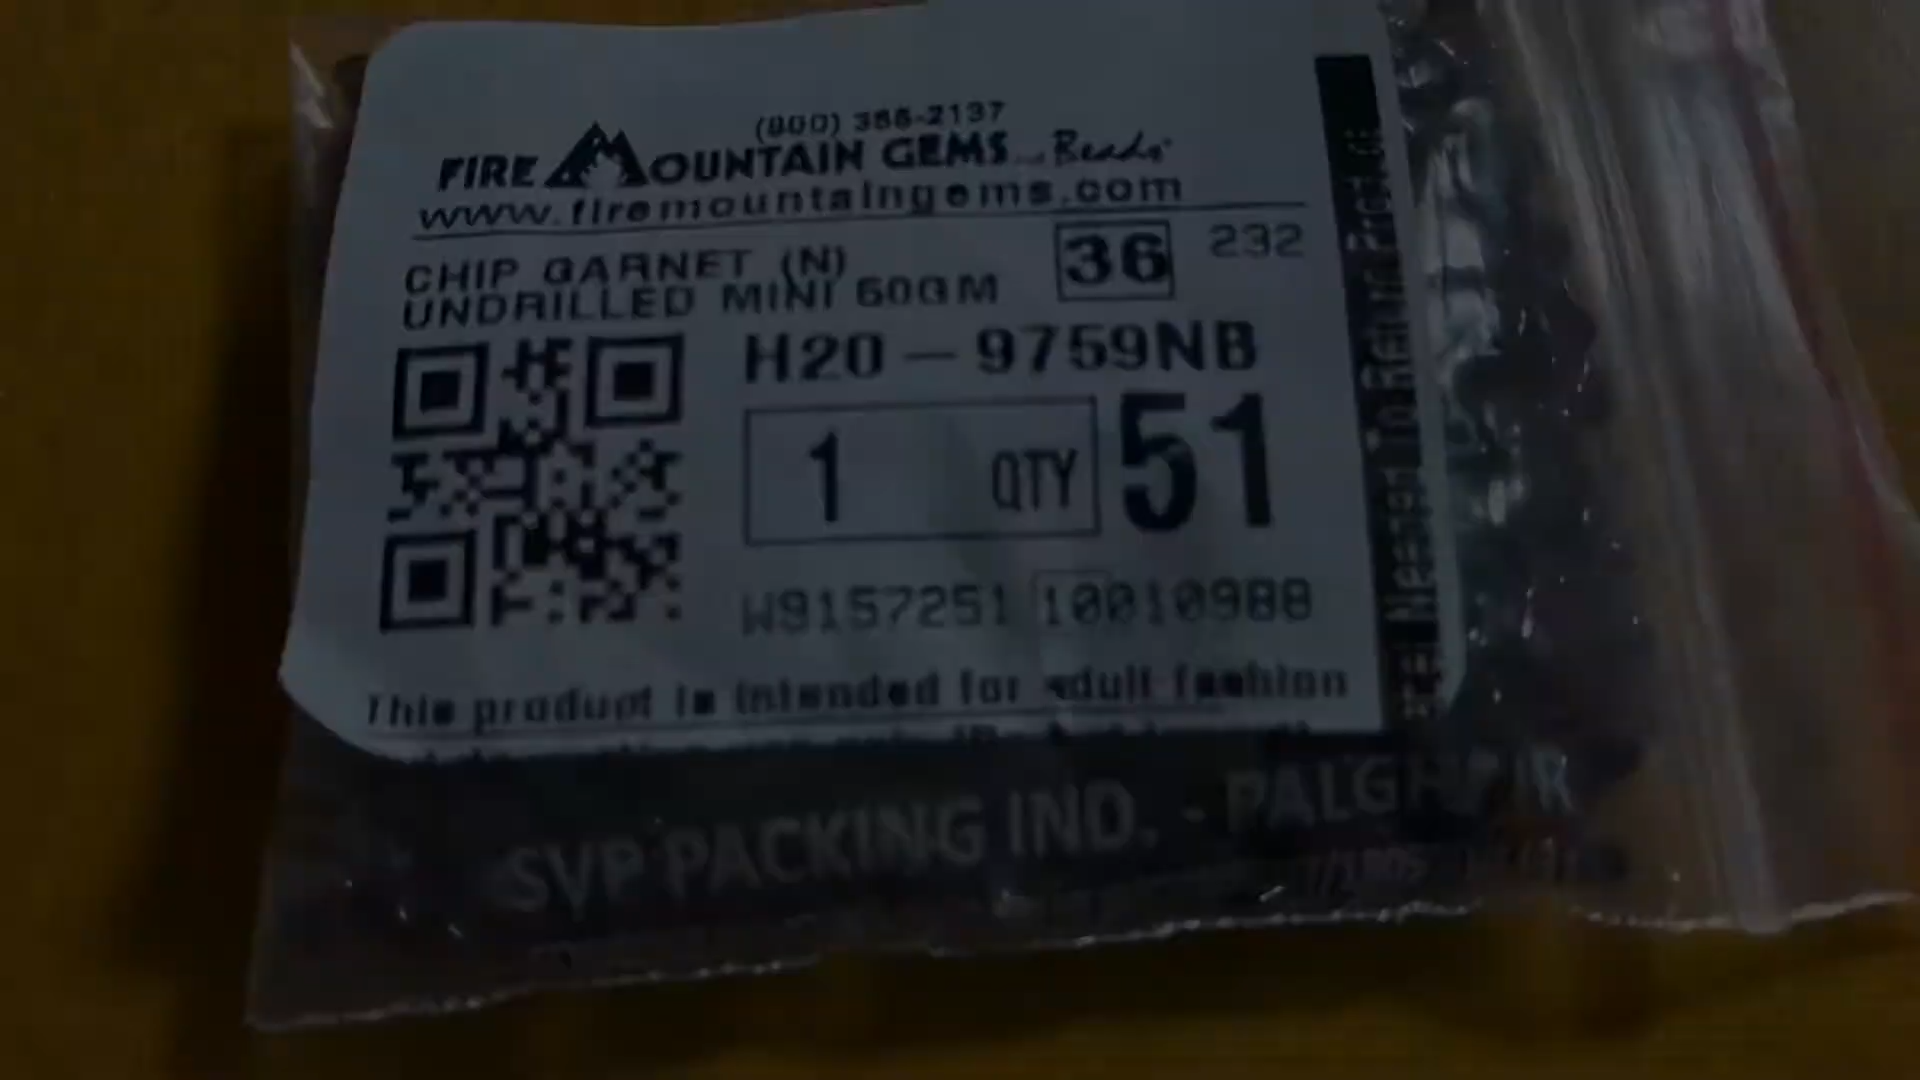 (800) 355-2137
FIRE MOUNTAIN GEMS and Beads
www.firemountaingems.com
CHIP GARNET (N)
36
232
UNDRILLED MINI 50GM
H20-9759NB
1 QTY 51
W9157251 10010988
This product is intended for adult fashion
SVP PACKING IND. - PALGHAR